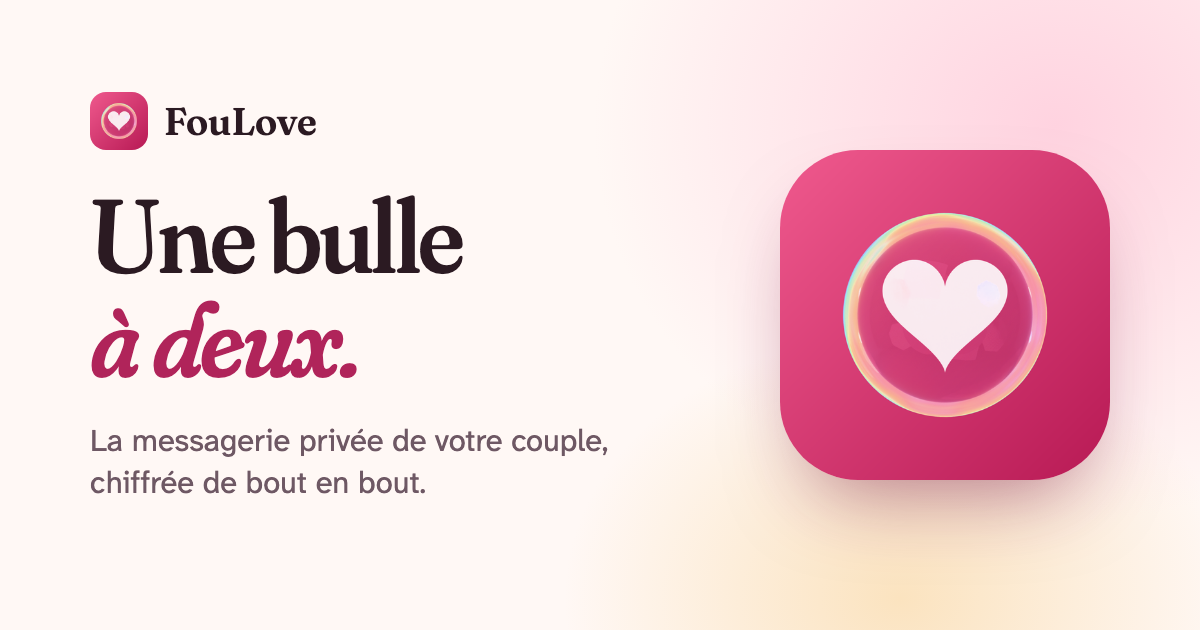 FouLove
Une bulle
à deux.
La messagerie privée de votre couple,
chiffrée de bout en bout.